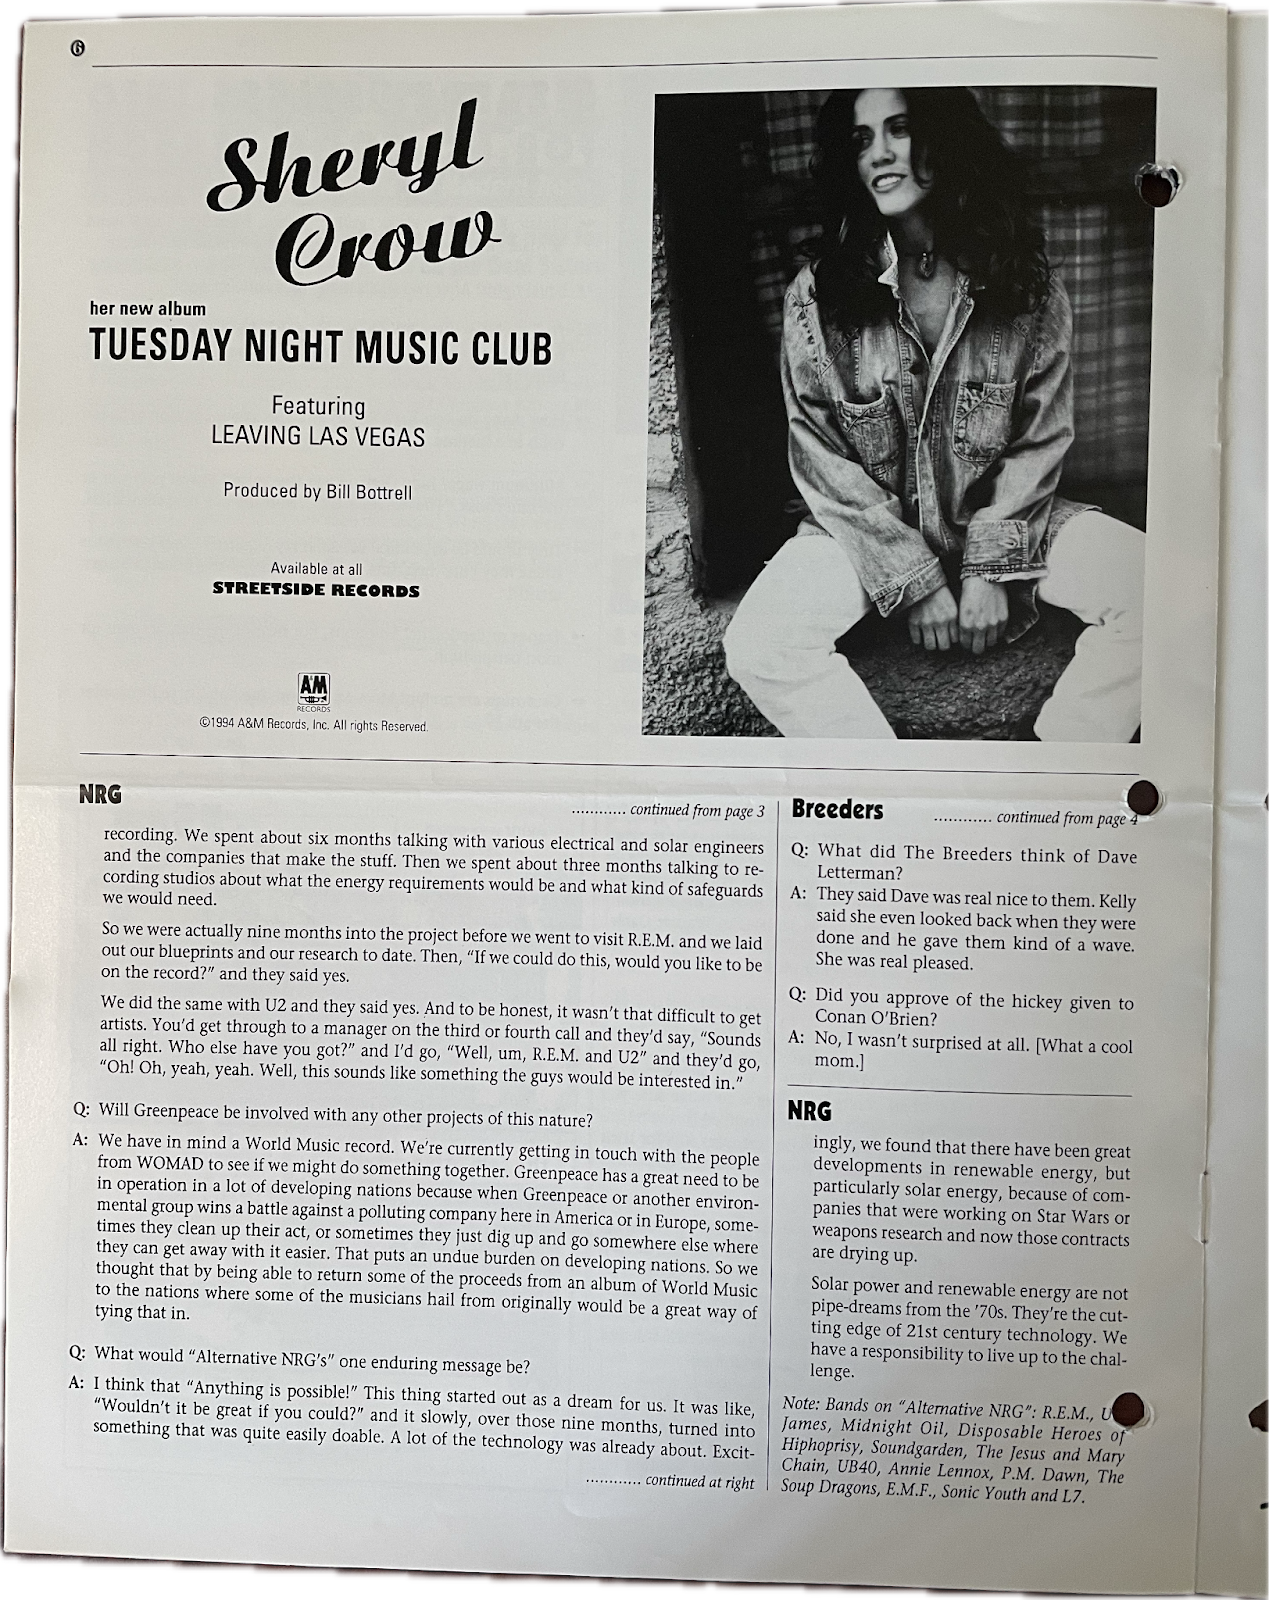 6
Sheryl
Crow
her new album
TUESDAY NIGHT MUSIC CLUB
Featuring
LEAVING LAS VEGAS
Produced by Bill Bottrell
Available at all
STREETSIDE RECORDS
A&M
RECORDS
©1994 A&M Records, Inc. All rights Reserved.
NRG
............ continued from page 3
recording. We spent about six months talking with various electrical and solar engineers
and the companies that make the stuff. Then we spent about three months talking to re-
cording studios about what the energy requirements would be and what kind of safeguards
we would need.
So we were actually nine months into the project before we went to visit R.E.M. and we laid
out our blueprints and our research to date. Then, “If we could do this, would you like to be
on the record?” and they said yes.
We did the same with U2 and they said yes. And to be honest, it wasn't that difficult to get
artists. You'd get through to a manager on the third or fourth call and they'd say, “Sounds
all right. Who else have you got?” and I'd go, “Well, um, R.E.M. and U2” and they'd go,
“Oh! Oh, yeah, yeah. Well, this sounds like something the guys would be interested in.”
Q: Will Greenpeace be involved with any other projects of this nature?
A: We have in mind a World Music record. We're currently getting in touch with the people
from WOMAD to see if we might do something together. Greenpeace has a great need to be
in operation in a lot of developing nations because when Greenpeace or another environ-
mental group wins a battle against a polluting company here in America or in Europe, some-
times they clean up their act, or sometimes they just dig up and go somewhere else where
they can get away with it easier. That puts an undue burden on developing nations. So we
thought that by being able to return some of the proceeds from an album of World Music
to the nations where some of the musicians hail from originally would be a great way of
tying that in.
Q: What would “Alternative NRG's” one enduring message be?
A: I think that “Anything is possible!” This thing started out as a dream for us. It was like,
“Wouldn't it be great if you could?” and it slowly, over those nine months, turned into
something that was quite easily doable. A lot of the technology was already about. Excit-
............ continued at right
Breeders
............ continued from page 4
Q: What did The Breeders think of Dave
Letterman?
A: They said Dave was real nice to them. Kelly
said she even looked back when they were
done and he gave them kind of a wave.
She was real pleased.
Q: Did you approve of the hickey given to
Conan O'Brien?
A: No, I wasn't surprised at all. [What a cool
mom.]
NRG
ingly, we found that there have been great
developments in renewable energy, but
particularly solar energy, because of com-
panies that were working on Star Wars or
weapons research and now those contracts
are drying up.
Solar power and renewable energy are not
pipe-dreams from the '70s. They're the cut-
ting edge of 21st century technology. We
have a responsibility to live up to the chal-
lenge.
Note: Bands on “Alternative NRG”: R.E.M., U
James, Midnight Oil, Disposable Heroes of
Hiphoprisy, Soundgarden, The Jesus and Mary
Chain, UB40, Annie Lennox, P.M. Dawn, The
Soup Dragons, E.M.F., Sonic Youth and L7.